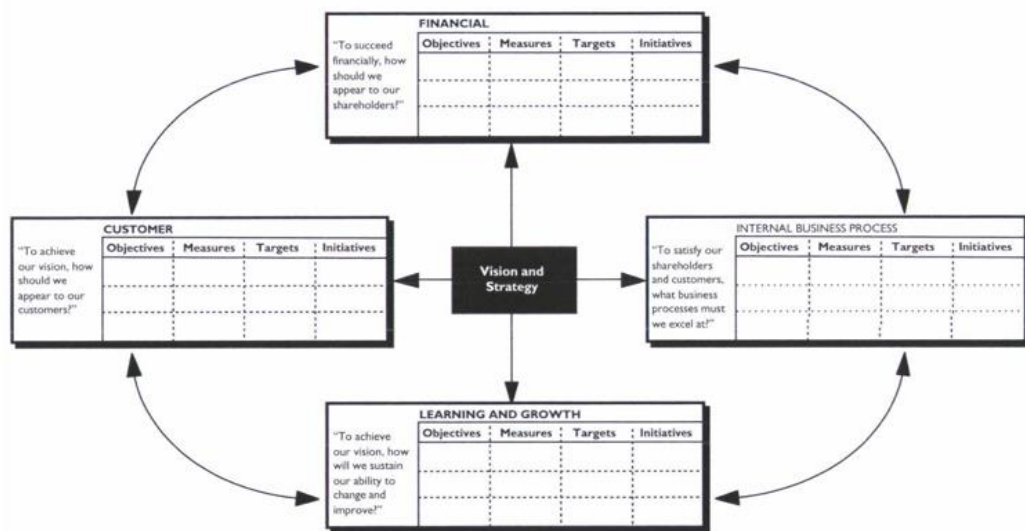 FINANCIAL
"To succeed
financially, how
should we
appear to our
shareholders?"
Objectives Measures Targets Initiatives
CUSTOMER
"To achieve
our vision, how
should we
appear to our
customers?"
Objectives Measures Targets Initiatives
Vision and
Strategy
INTERNAL BUSINESS PROCESS
"To satisfy our
shareholders
and customers,
what business
processes must
we excel at?"
Objectives Measures Targets Initiatives
LEARNING AND GROWTH
"To achieve
our vision, how
will we sustain
our ability to
change and
improve?"
Objectives Measures Targets Initiatives